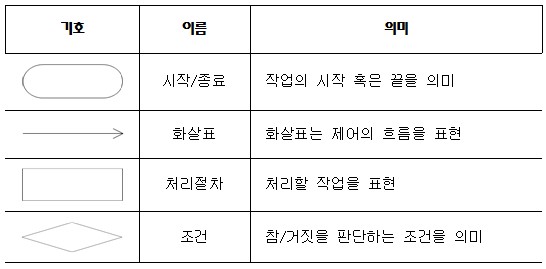 기호 이름 의미
시작/종료 작업의 시작 혹은 끝을 의미
화살표 화살표는 제어의 흐름을 표현
처리절차 처리할 작업을 표현
조건 참/거짓을 판단하는 조건을 의미